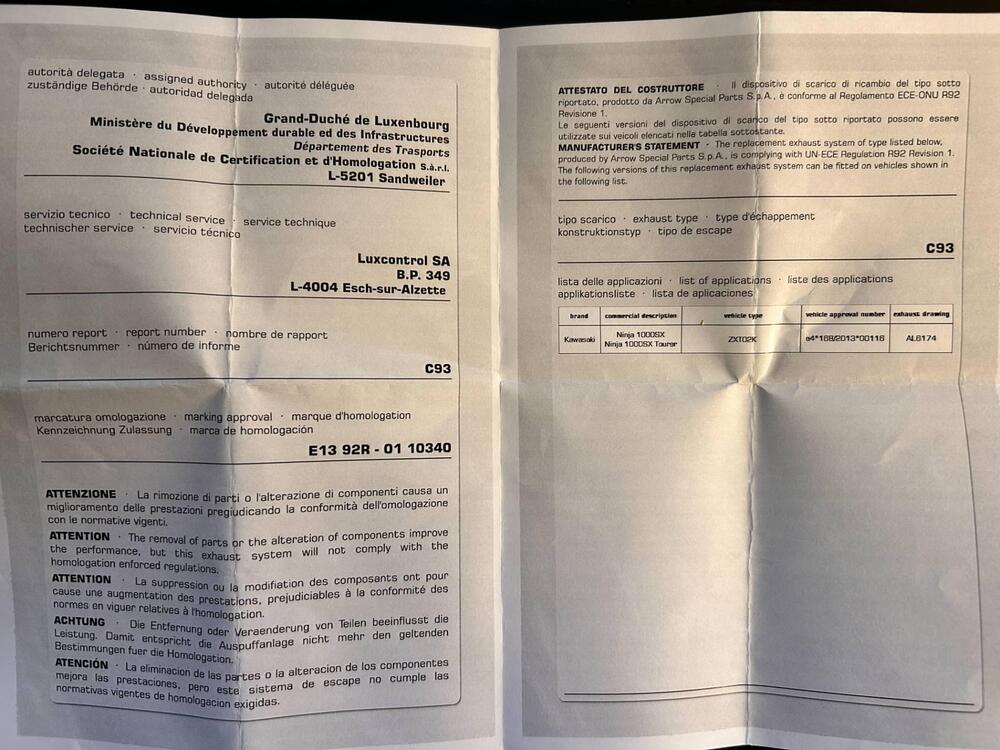 autorità delegata · assigned authority · autorité déléguée
zuständige Behörde · autoridad delegada
Grand-Duché de Luxembourg
Ministère du Développement durable ed des Infrastructures
Département des Trasports
Société Nationale de Certification et d'Homologation S.à.r.l.
L-5201 Sandweiler
servizio tecnico · technical service · service technique
technischer service · servicio técnico
Luxcontrol SA
B.P. 349
L-4004 Esch-sur-Alzette
numero report · report number · nombre de rapport
Berichtsnummer · número de informe
C93
marcatura omologazione · marking approval · marque d'homologation
Kennzeichnung Zulassung · marca de homologación
E13 92R - 01 10340
ATTENZIONE · La rimozione di parti o l'alterazione di componenti causa un
miglioramento delle prestazioni pregiudicando la conformità dell'omologazione
con le normative vigenti.
ATTENTION · The removal of parts or the alteration of components improve
the performance, but this exhaust system will not comply with the
homologation enforced regulations.
ATTENTION · La suppression ou la modifiation des composants ont pour
cause une augmentation des prestations, prejudiciables à la conformité des
normes en viguer relatives à l'homologation.
ACHTUNG · Die Entfernung oder Veraenderung von Teilen beeinflusst die
Leistung. Damit entspricht die Auspuffanlage nicht mehr den geltenden
Bestimmungen fuer die Homologation.
ATENCIÓN · La eliminacion de las partes o la alteracion de los componentes
mejora las prestaciones, pero este sistema de escape no cumple las
normativas vigentes de homologacion exigidas.
ATTESTATO DEL COSTRUTTORE · Il dispositivo di scarico di ricambio del tipo sotto
riportato, prodotto da Arrow Special Parts S.p.A., è conforme al Regolamento ECE-ONU R92
Revisione 1.
Le seguenti versioni del dispositivo di scarico del tipo sotto riportato possono essere
utilizzate sui veicoli elencati nella tabella sottostante.
MANUFACTURER'S STATEMENT · The replacement exhaust system of type listed below,
produced by Arrow Special Parts S.p.A., is complying with UN-ECE Regulation R92 Revision 1.
The following versions of this replacement exhaust system can be fitted on vehicles shown in
the following list.
tipo scarico · exhaust type · type d'échappement
konstruktionstyp · tipo de escape
C93
lista delle applicazioni · list of applications · liste des applications
applikationsliste · lista de aplicaciones
brand commercial description vehicle type vehicle approval number exhaust drawing
Kawasaki Ninja 1000SX ZXT02K e4*168/2013*00116 AL6174
Ninja 1000SX Tourer